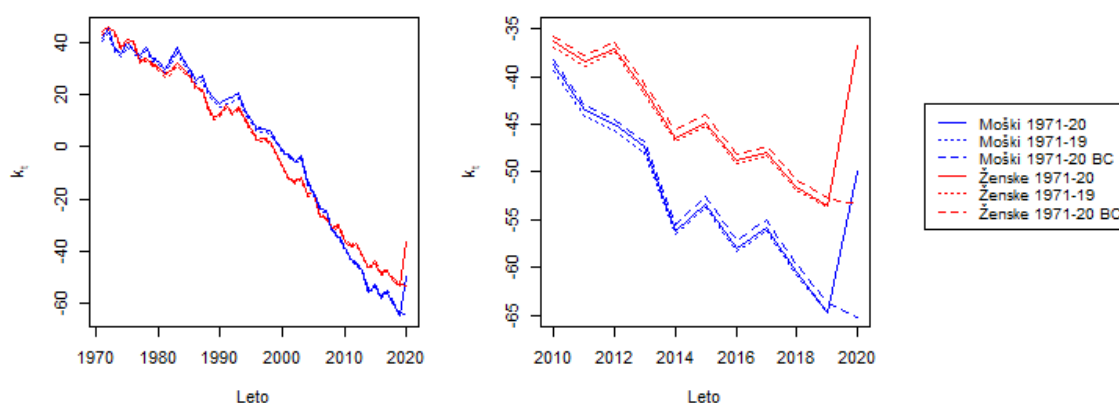 40
20
0
-20
-40
-60
kt
1970 1980 1990 2000 2010 2020
Leto
-35
-40
-45
-50
-55
-60
-65
kt
2010 2012 2014 2016 2018 2020
Leto
Moški 1971-20
Moški 1971-19
Moški 1971-20 BC
Ženske 1971-20
Ženske 1971-19
Ženske 1971-20 BC